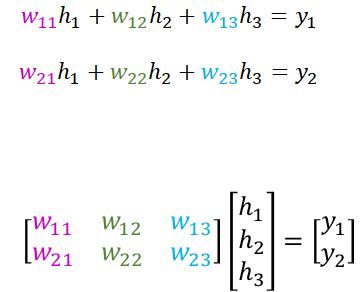 w₁₁h₁ + w₁₂h₂ + w₁₃h₃ = y₁
w₂₁h₁ + w₂₂h₂ + w₂₃h₃ = y₂
[w₁₁ w₁₂ w₁₃; w₂₁ w₂₂ w₂₃] [h₁; h₂; h₃] = [y₁; y₂]